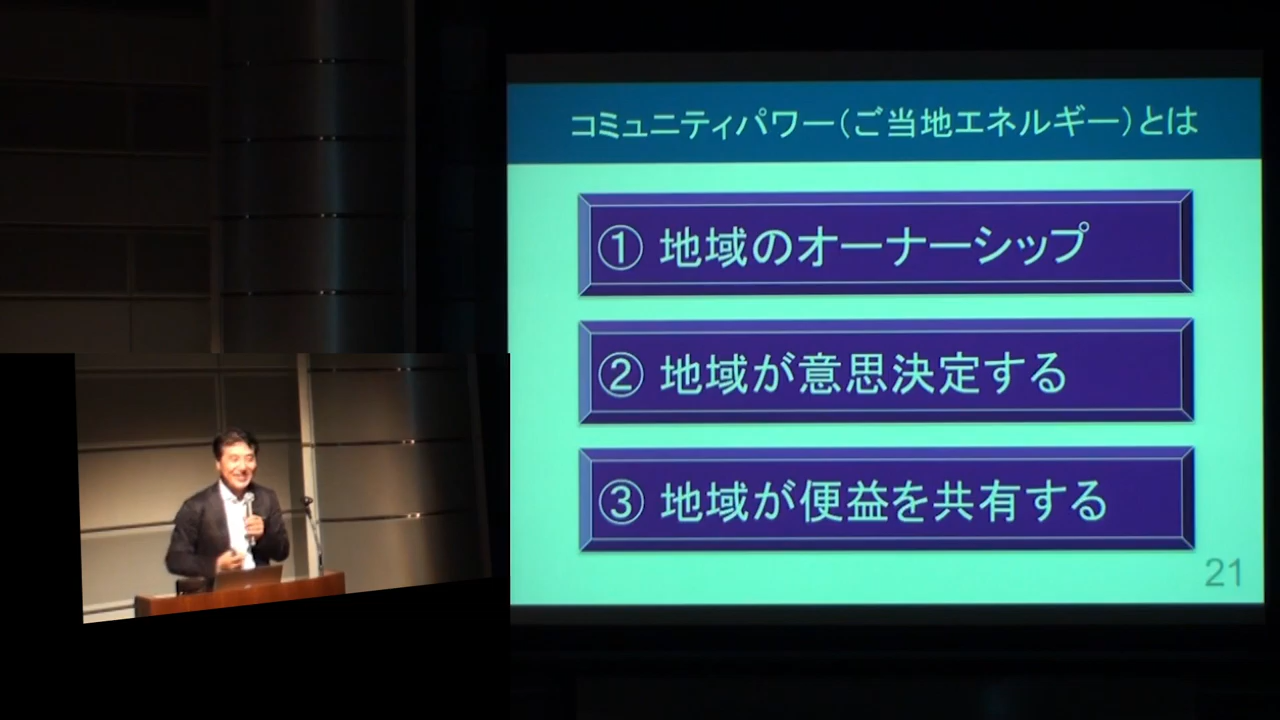 コミュニティパワー（ご当地エネルギー）とは
① 地域のオーナーシップ
② 地域が意思決定する
③ 地域が便益を共有する
21